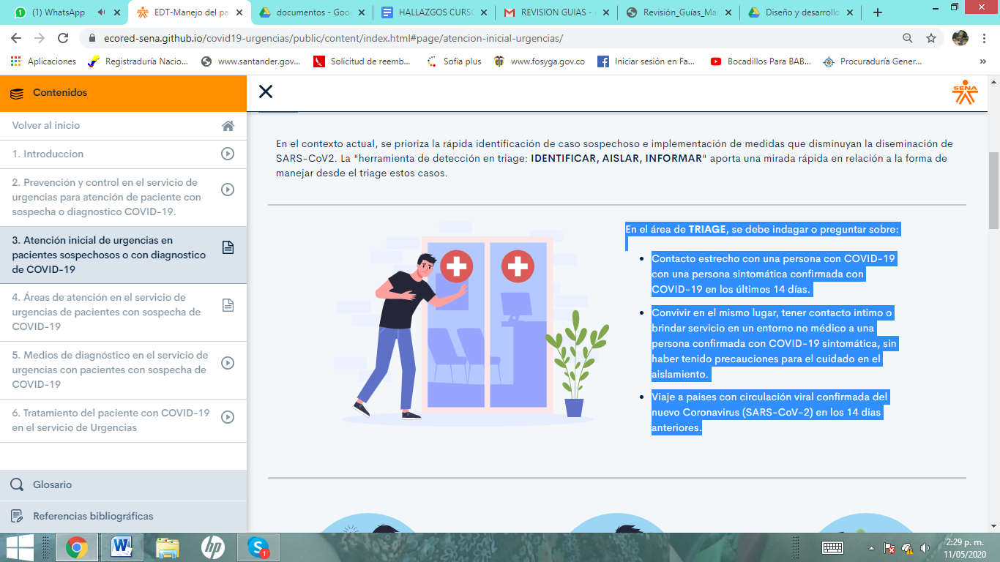 (1) WhatsApp
EDT-Manejo del pa
documentos - Goo
HALLAZGOS CURSO
REVISION GUIAS - r
Revisión_Guías_Ma
Diseño y desarrollo
ecored-sena.github.io/covid19-urgencias/public/content/index.html#page/atencion-inicial-urgencias/
Aplicaciones
Registraduría Nacio...
www.santander.gov...
Solicitud de reemb...
Sofia plus
www.fosyga.gov.co
Iniciar sesión en Fa...
Bocadillos Para BAB...
Procuraduría Gener...
»
Contenidos
Volver al inicio
1. Introduccion
2. Prevención y control en el servicio de
urgencias para atención de paciente con
sospecha o diagnostico COVID-19.
3. Atención inicial de urgencias en
pacientes sospechosos o con diagnostico
de COVID-19
4. Áreas de atención en el servicio de
urgencias de pacientes con sospecha de
COVID-19
5. Medios de diagnóstico en el servicio de
urgencias con pacientes con sospecha de
COVID-19
6. Tratamiento del paciente con COVID-19
en el servicio de Urgencias
Glosario
Referencias bibliográficas
SENA
En el contexto actual, se prioriza la rápida identificación de caso sospechoso e implementación de medidas que disminuyan la diseminación de
SARS-CoV2. La "herramienta de detección en triage: IDENTIFICAR, AISLAR, INFORMAR" aporta una mirada rápida en relación a la forma de
manejar desde el triage estos casos.
En el área de TRIAGE, se debe indagar o preguntar sobre:
• Contacto estrecho con una persona con COVID-19
con una persona sintomática confirmada con
COVID-19 en los últimos 14 días.
• Convivir en el mismo lugar, tener contacto intimo o
brindar servicio en un entorno no médico a una
persona confirmada con COVID-19 sintomática, sin
haber tenido precauciones para el cuidado en el
aislamiento.
• Viaje a paises con circulación viral confirmada del
nuevo Coronavirus (SARS-CoV-2) en los 14 dias
anteriores.
hp
1
2:29 p. m.
11/05/2020